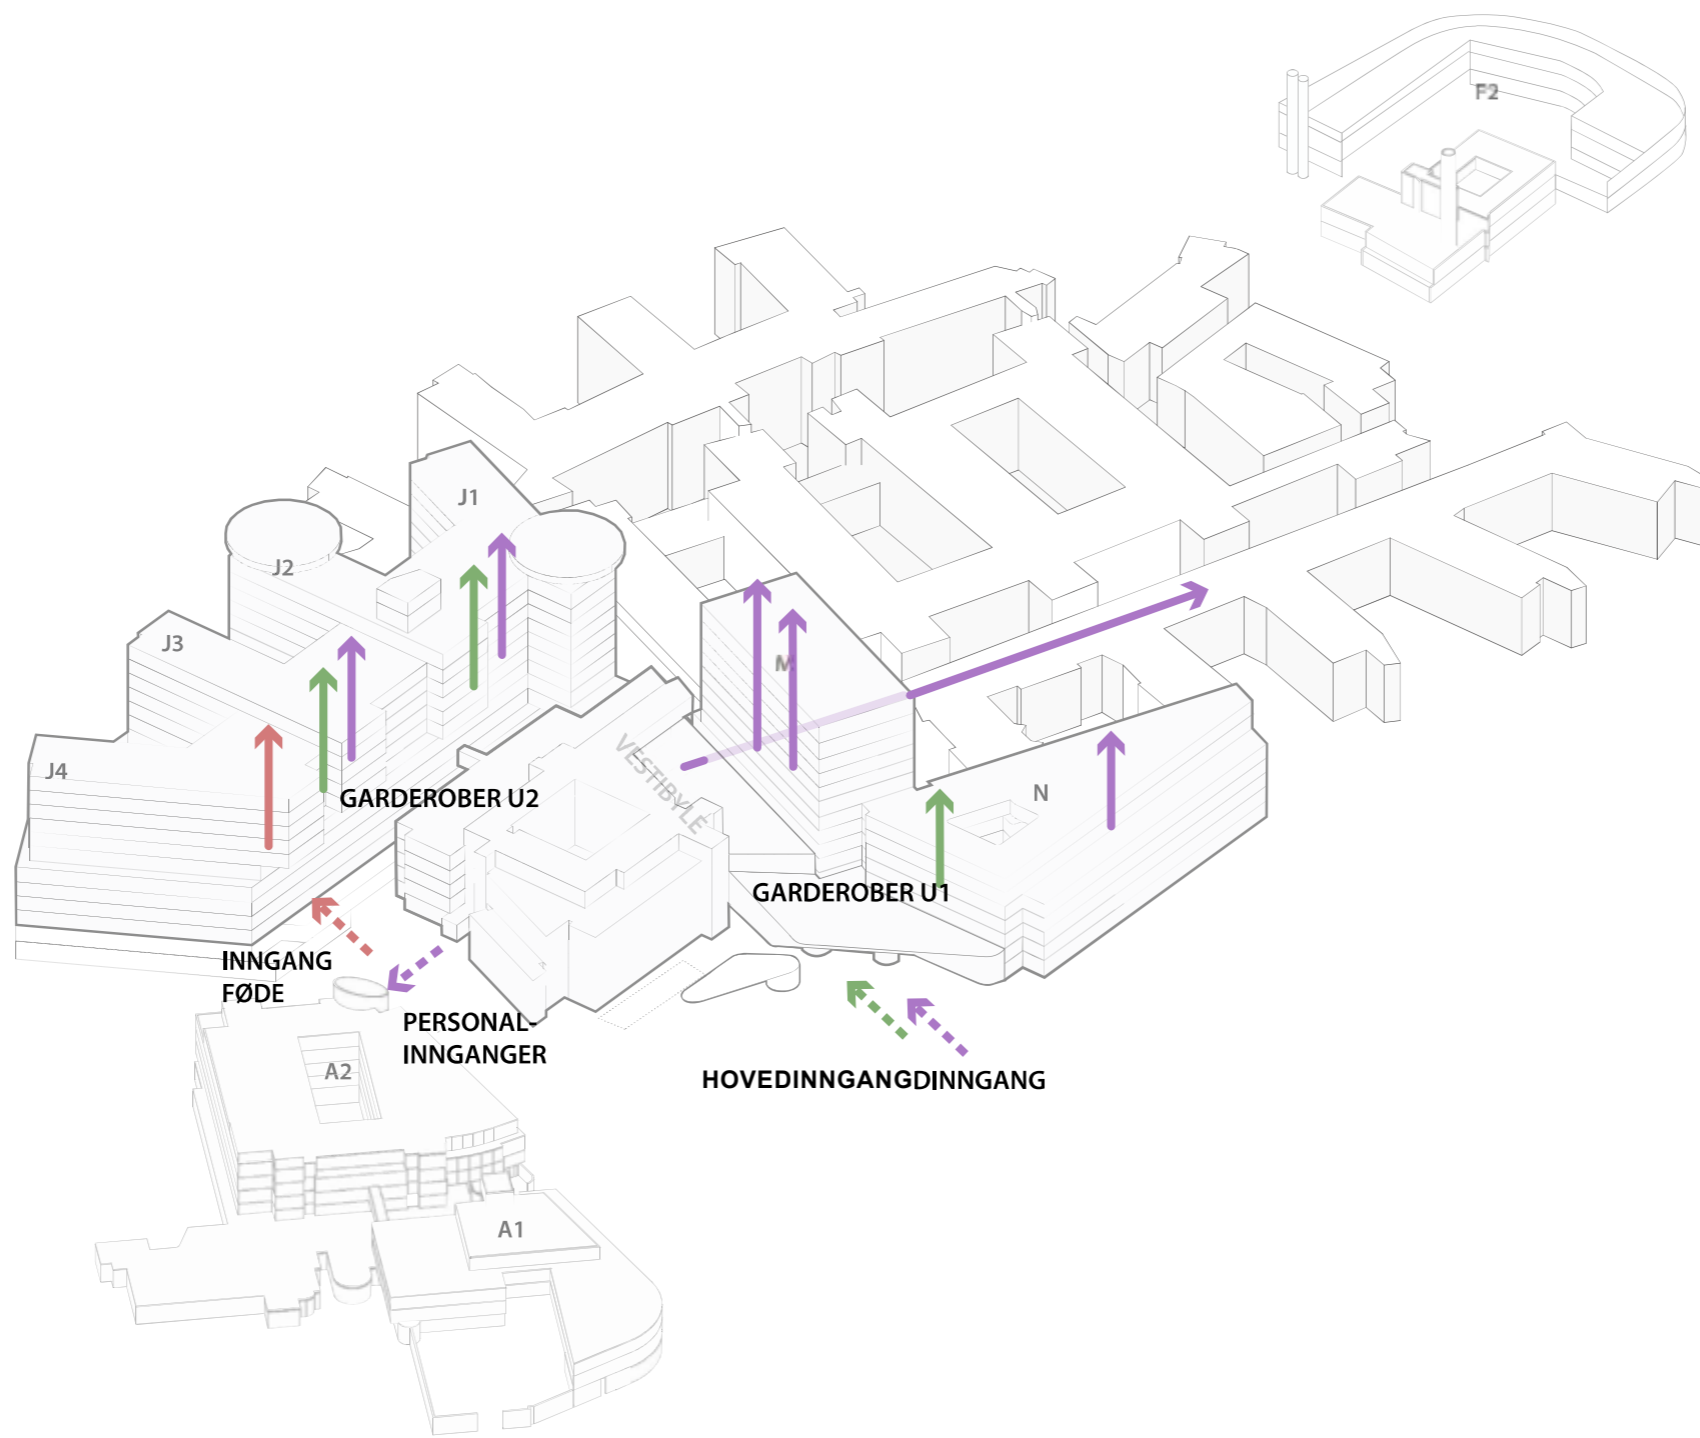 F2
J1
J2
J3
M
J4
VESTIBYLE
N
GARDEROBER U2
GARDEROBER U1
INNGANG
FØDE
PERSONAL-
INNGANGER
A2
HOVEDINNGANGDINNGANG
A1